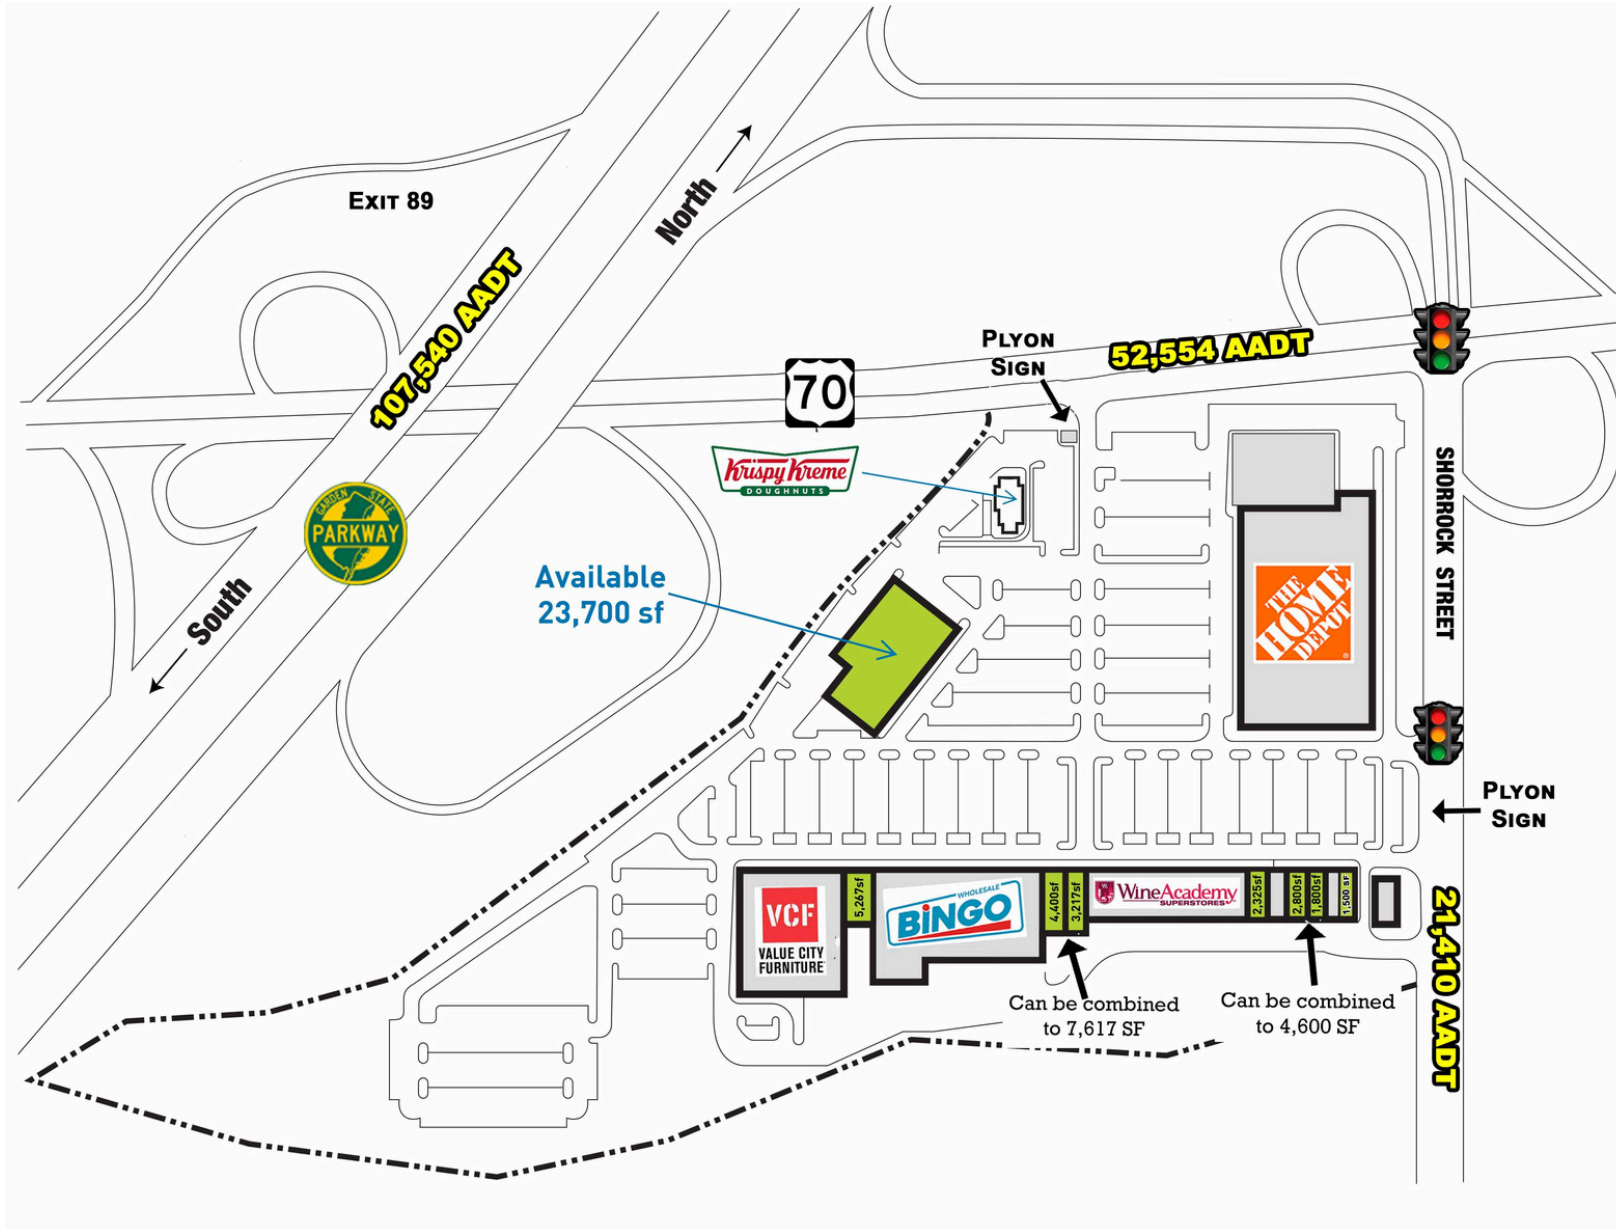 EXIT 89
North
107,540 AADT
PLYON
SIGN
52,554 AADT
70
Krispy Kreme
DOUGHNUTS
GARDEN STATE
PARKWAY
South
Available
23,700 sf
THE
HOME
DEPOT
SHORROCK STREET
PLYON
SIGN
VCF
VALUE CITY
FURNITURE
5,267sf
WHOLESALE
BiNGO
4,400sf
3,217sf
WineAcademy
SUPERSTORES
2,325sf
2,800sf
1,800sf
1,500 SF
Can be combined
to 7,617 SF
Can be combined
to 4,600 SF
21,410 AADT